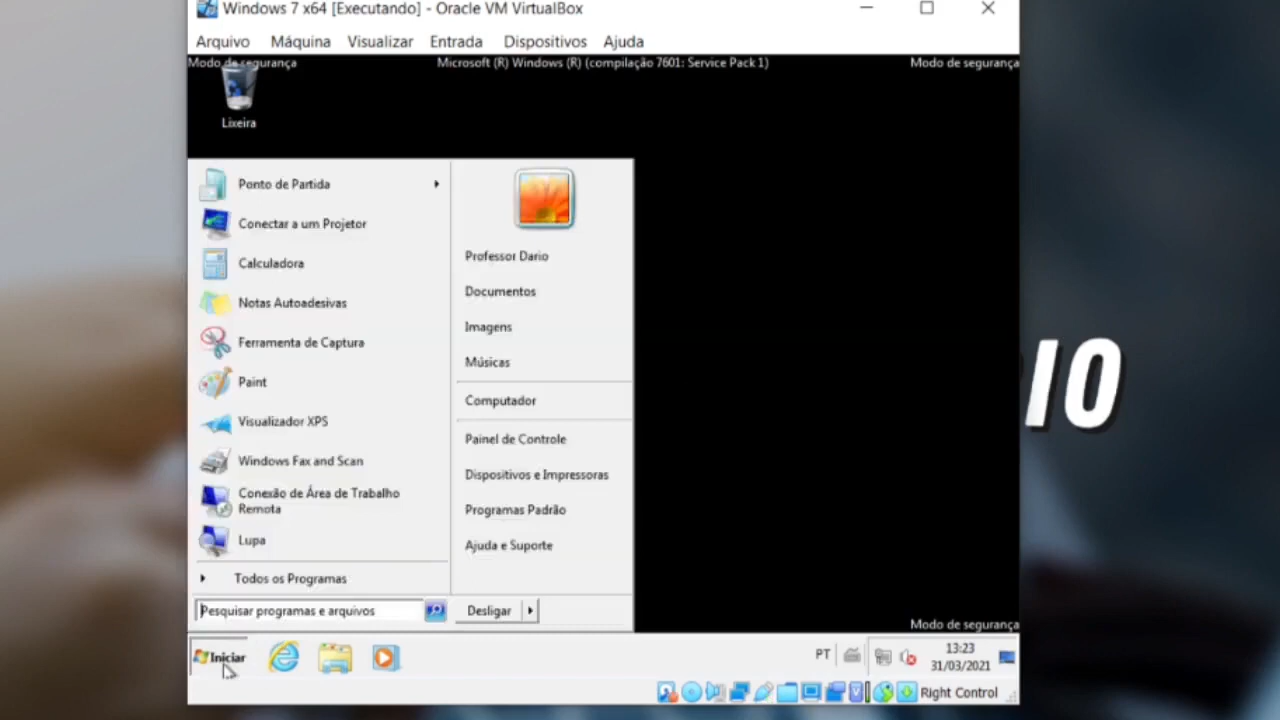 Windows 7 x64 [Executando] - Oracle VM VirtualBox
Arquivo Máquina Visualizar Entrada Dispositivos Ajuda
Modo de segurança Microsoft (R) Windows (R) (compilação 7601: Service Pack 1) Modo de segurança
Lixeira
Ponto de Partida
Conectar a um Projetor
Calculadora
Notas Autoadesivas
Ferramenta de Captura
Paint
Visualizador XPS
Windows Fax and Scan
Conexão de Área de Trabalho
Remota
Lupa
Todos os Programas
Pesquisar programas e arquivos
Professor Dario
Documentos
Imagens
Músicas
Computador
Painel de Controle
Dispositivos e Impressoras
Programas Padrão
Ajuda e Suporte
Desligar
IO
Modo de segurança
Iniciar
PT
13:23
31/03/2021
Right Control